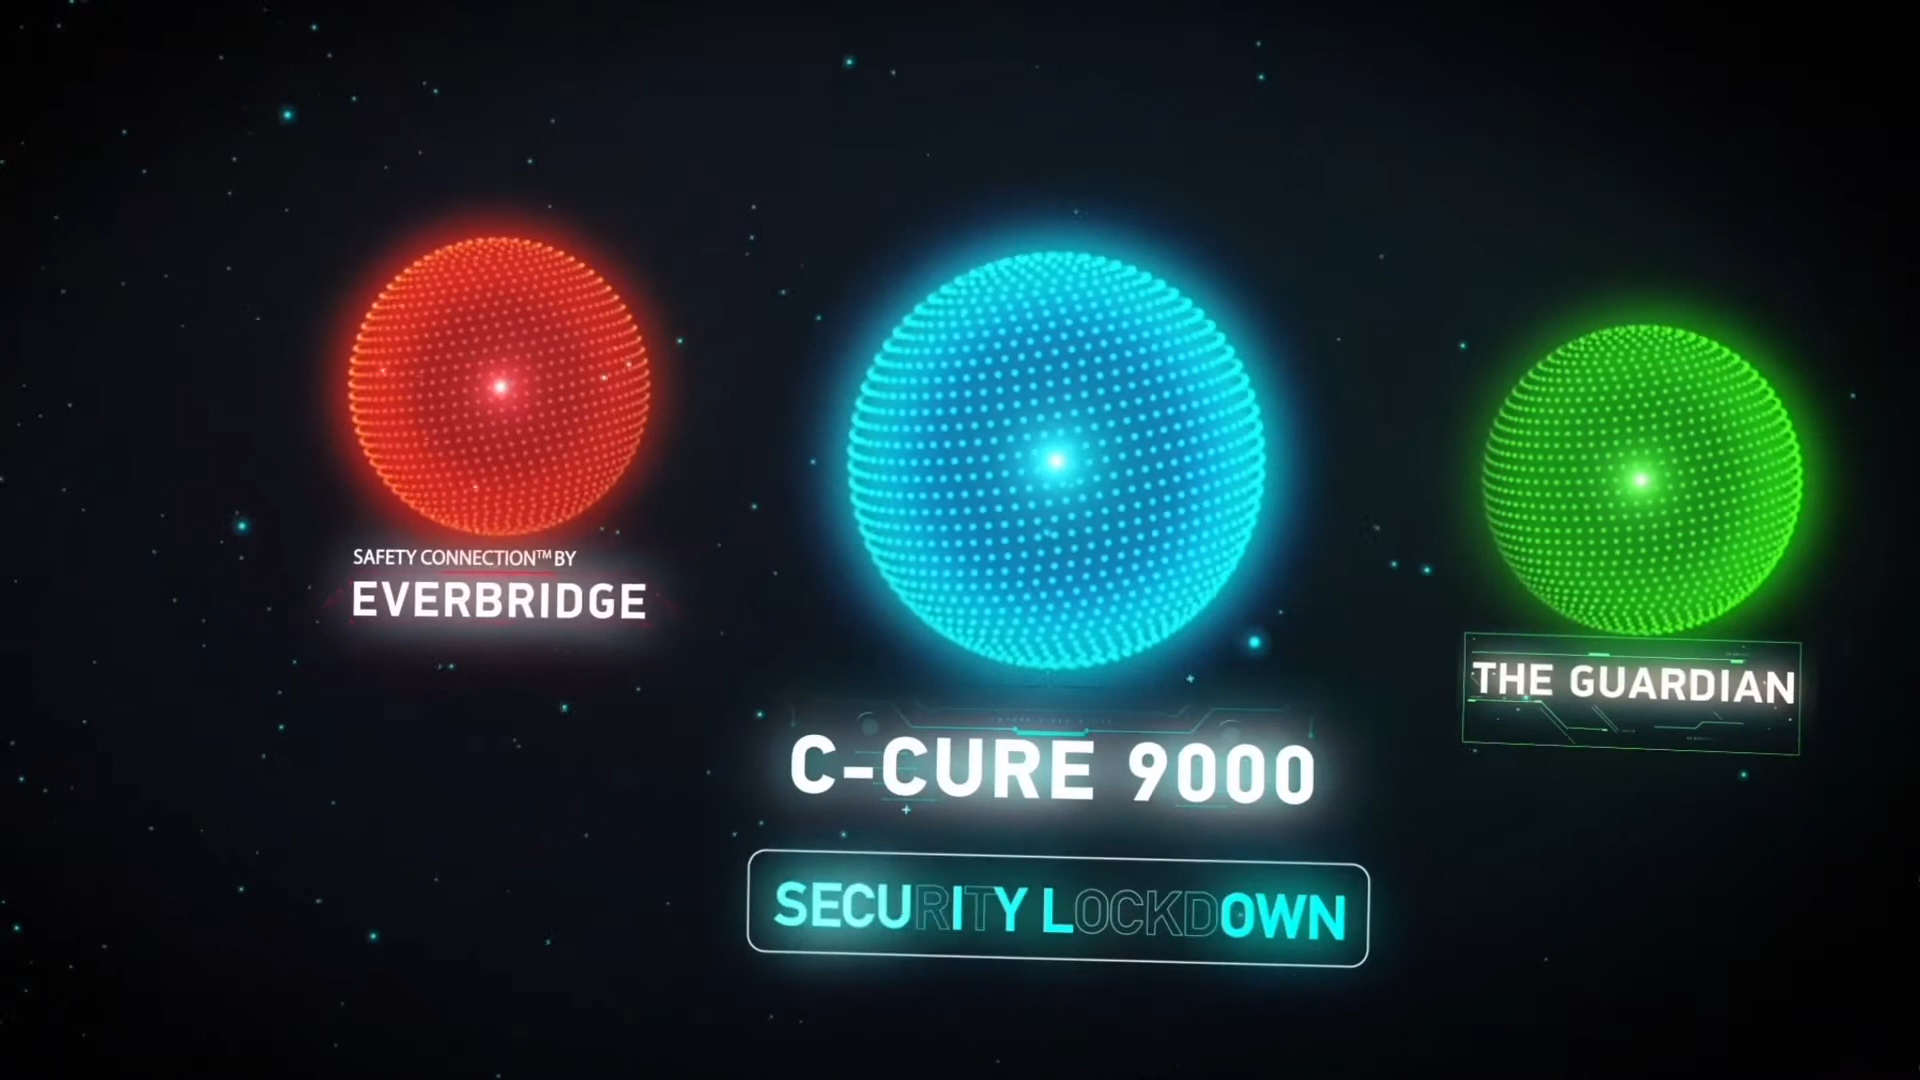 SAFETY CONNECTION™ BY
EVERBRIDGE
C-CURE 9000
SECURITY LOCKDOWN
THE GUARDIAN